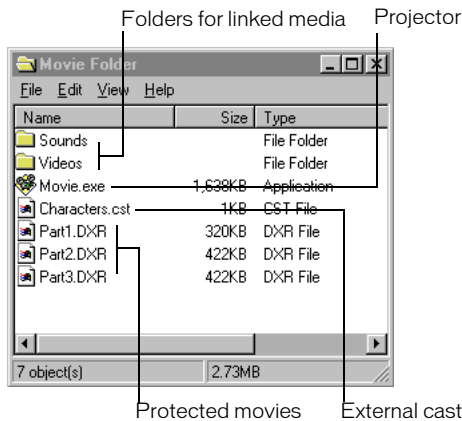 Folders for linked media Projector
Movie Folder
File Edit View Help
Name Size Type
Sounds File Folder
Videos File Folder
Movie.exe 1,638KB Application
Characters.cst 1KB CST File
Part1.DXR 320KB DXR File
Part2.DXR 422KB DXR File
Part3.DXR 422KB DXR File
7 object(s) 2.73MB
Protected movies External cast